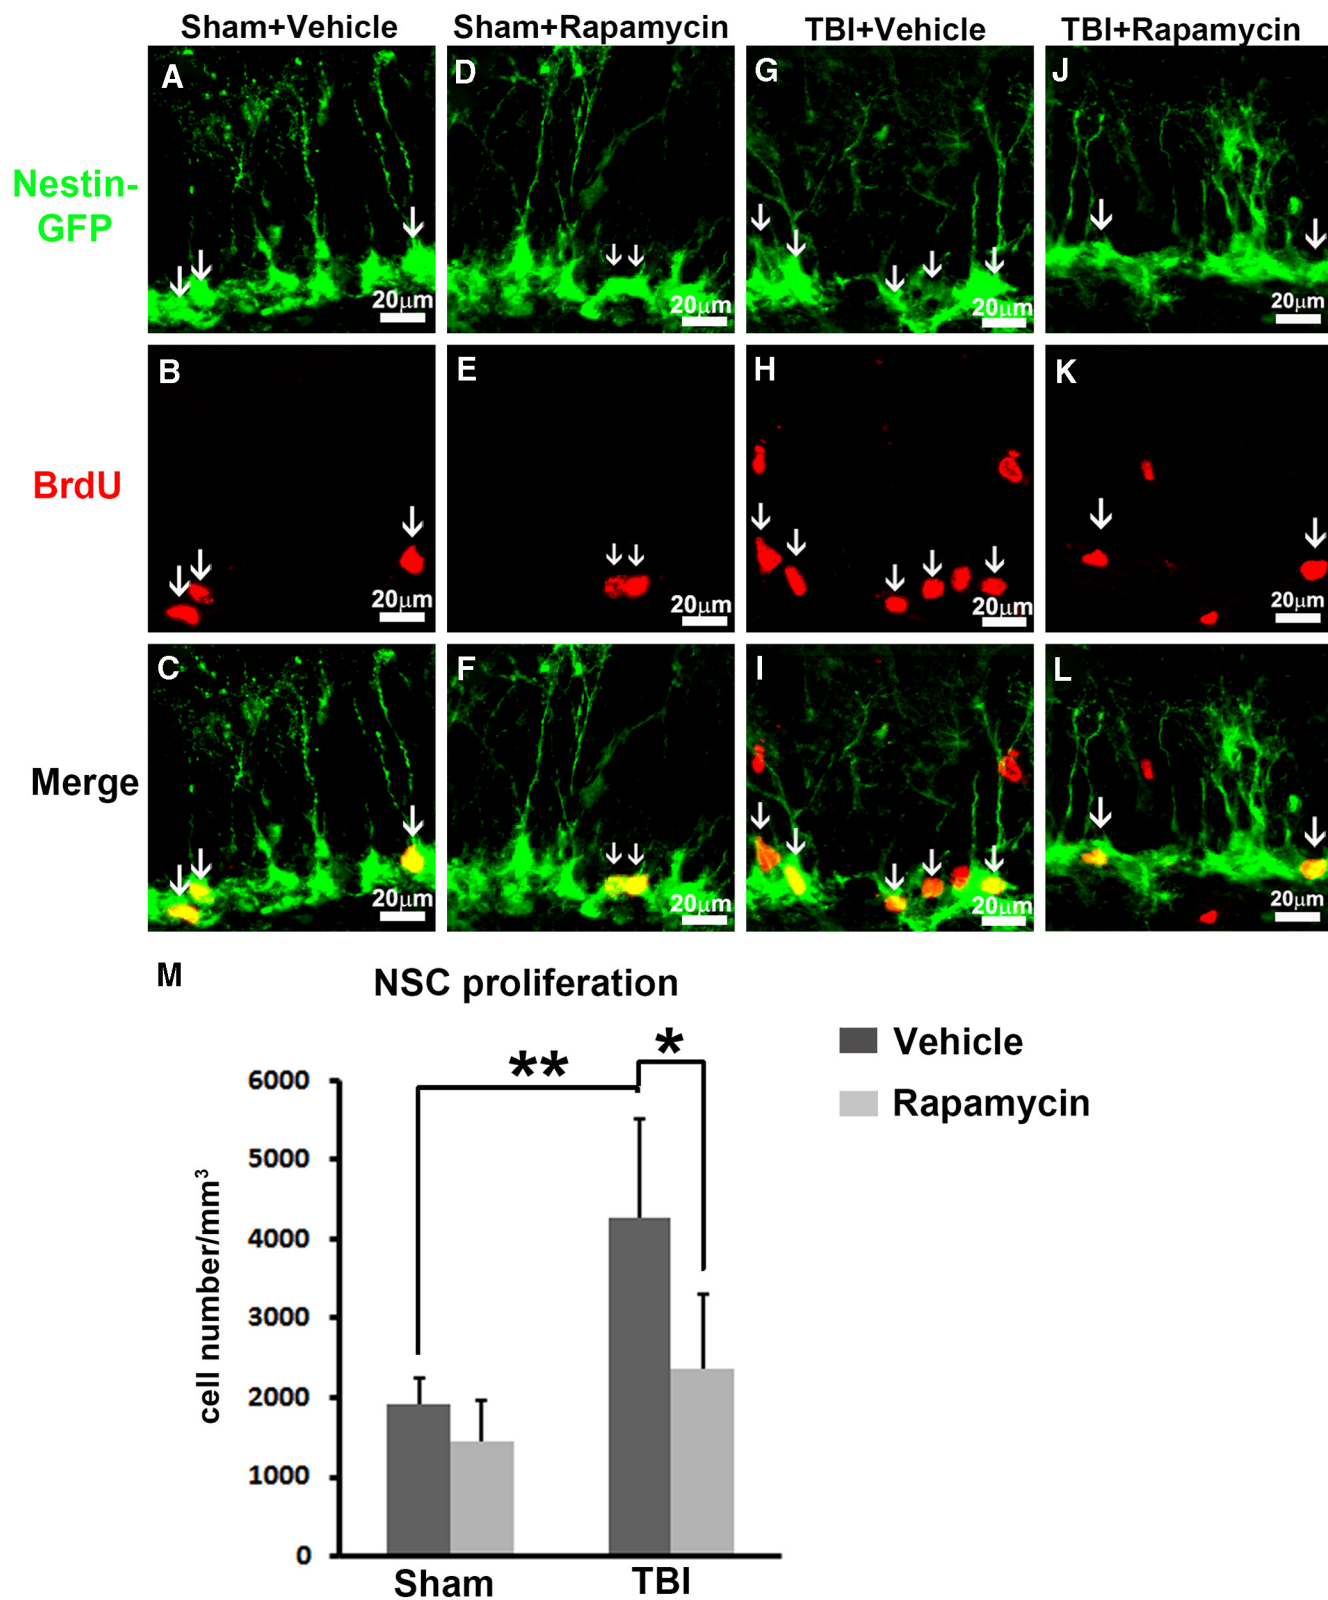 Sham+Vehicle Sham+Rapamycin TBI+Vehicle TBI+Rapamycin
A D G J
Nestin-
GFP
20μm 20μm 20μm 20μm
B E H K
BrdU
20μm 20μm 20μm 20μm
C F I L
Merge
20μm 20μm 20μm 20μm
M
NSC proliferation
Vehicle
Rapamycin
** *
cell number/mm³
6000
5000
4000
3000
2000
1000
0
Sham TBI